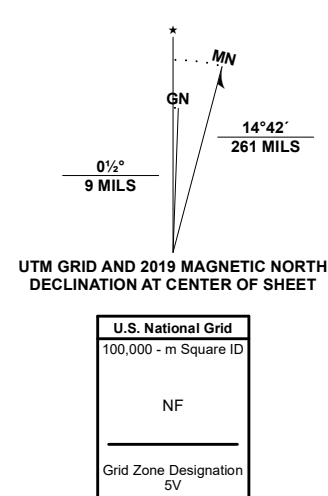 ★
MN
GN
14°42´
261 MILS
0½°
9 MILS
UTM GRID AND 2019 MAGNETIC NORTH
DECLINATION AT CENTER OF SHEET
U.S. National Grid
100,000 - m Square ID
NF
Grid Zone Designation
5V